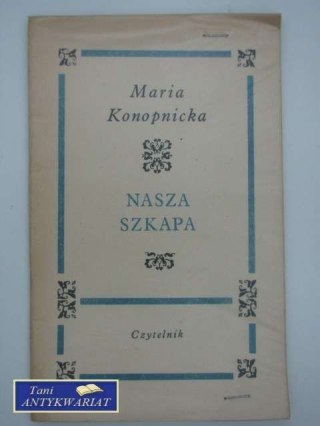 Maria
Konopnicka
NASZA
SZKAPA
Czytelnik
Tani
ANTYKWARIAT